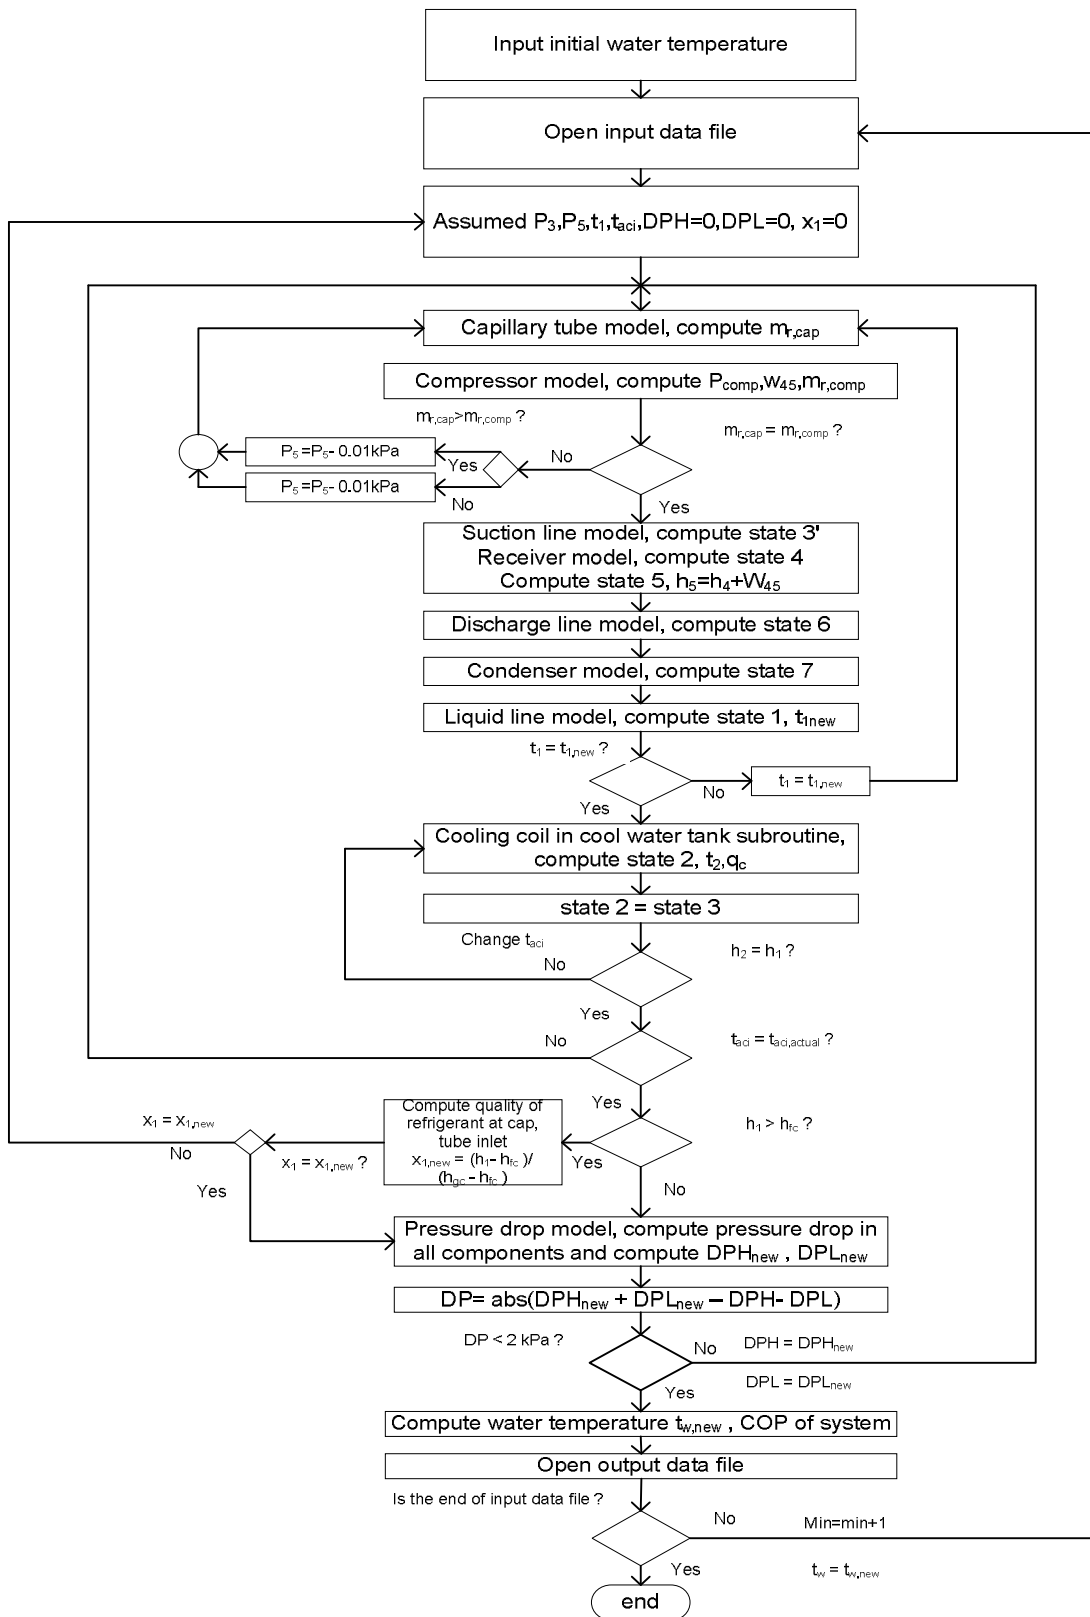 Input initial water temperature
Open input data file
Assumed P3,P5,t1,taci,DPH=0,DPL=0, x1=0
Capillary tube model, compute mr,cap
Compressor model, compute Pcomp,w45,mr,comp
mr,cap>mr,comp ?
mr,cap = mr,comp ?
P5 =P5- 0.01kPa
Yes
No
P5 =P5- 0.01kPa
No
Yes
Suction line model, compute state 3'
Receiver model, compute state 4
Compute state 5, h5=h4+W45
Discharge line model, compute state 6
Condenser model, compute state 7
Liquid line model, compute state 1, t1new
t1 = t1,new ?
No
t1 = t1,new
Yes
Cooling coil in cool water tank subroutine,
compute state 2, t2,qc
state 2 = state 3
Change taci
No
h2 = h1 ?
Yes
No
taci = taci,actual ?
Yes
x1 = x1,new
No
Yes
x1 = x1,new ?
Compute quality of
refrigerant at cap,
tube inlet
x1,new = (h1- hfc )/
(hgc – hfc )
Yes
h1 > hfc ?
No
Pressure drop model, compute pressure drop in
all components and compute DPHnew , DPLnew
DP= abs(DPHnew + DPLnew – DPH- DPL)
DP < 2 kPa ?
No
DPH = DPHnew
DPL = DPLnew
Yes
Compute water temperature tw,new , COP of system
Open output data file
Is the end of input data file ?
No
Min=min+1
tw = tw,new
Yes
end